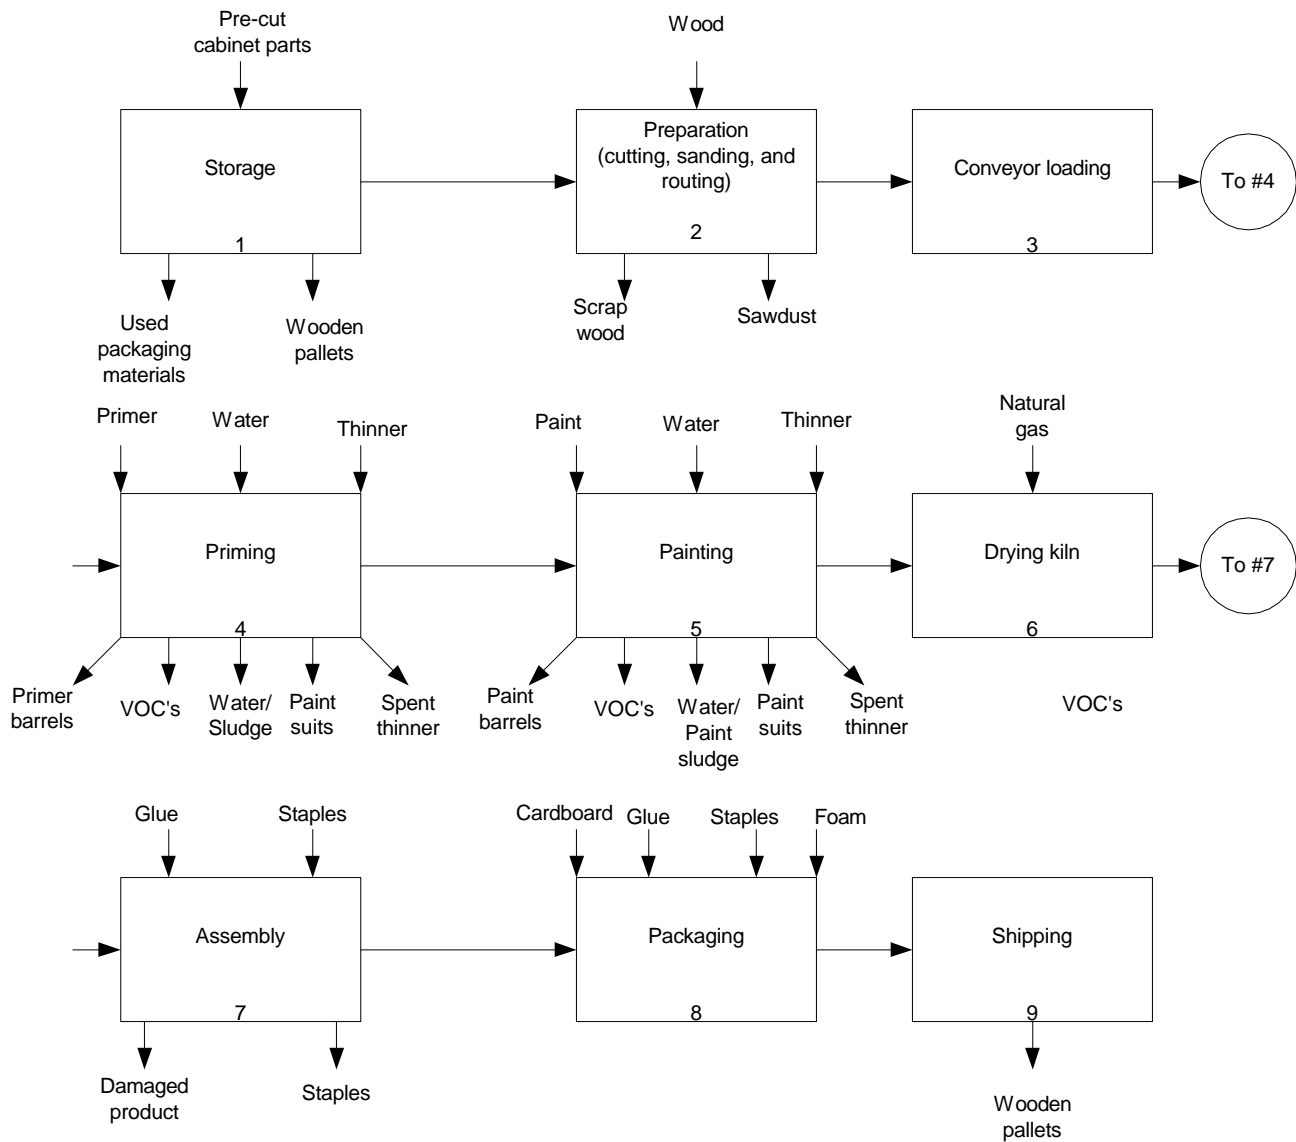 Pre-cut
cabinet parts
Wood
Storage
1
Preparation
(cutting, sanding, and
routing)
2
Conveyor loading
3
To #4
Used
packaging
materials
Wooden
pallets
Scrap
wood
Sawdust
Primer
Water
Thinner
Paint
Water
Thinner
Natural
gas
Priming
4
Painting
5
Drying kiln
6
To #7
Primer
barrels
VOC's
Water/
Sludge
Paint
suits
Spent
thinner
Paint
barrels
VOC's
Water/
Paint
sludge
Paint
suits
Spent
thinner
VOC's
Glue
Staples
Cardboard
Glue
Staples
Foam
Assembly
7
Packaging
8
Shipping
9
Damaged
product
Staples
Wooden
pallets